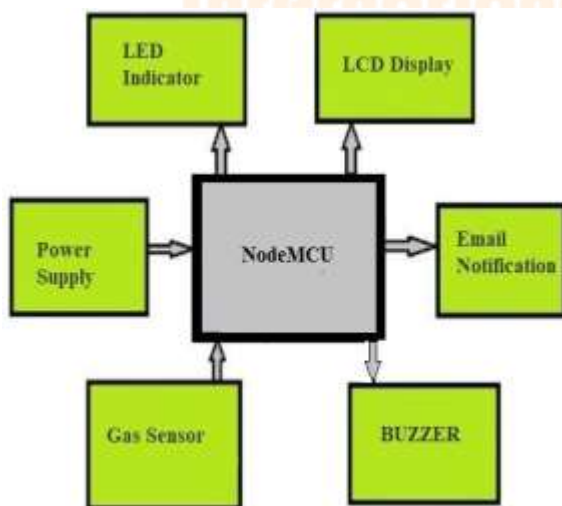 LED
Indicator
LCD Display
Power
Supply
NodeMCU
Email
Notification
Gas Sensor
BUZZER